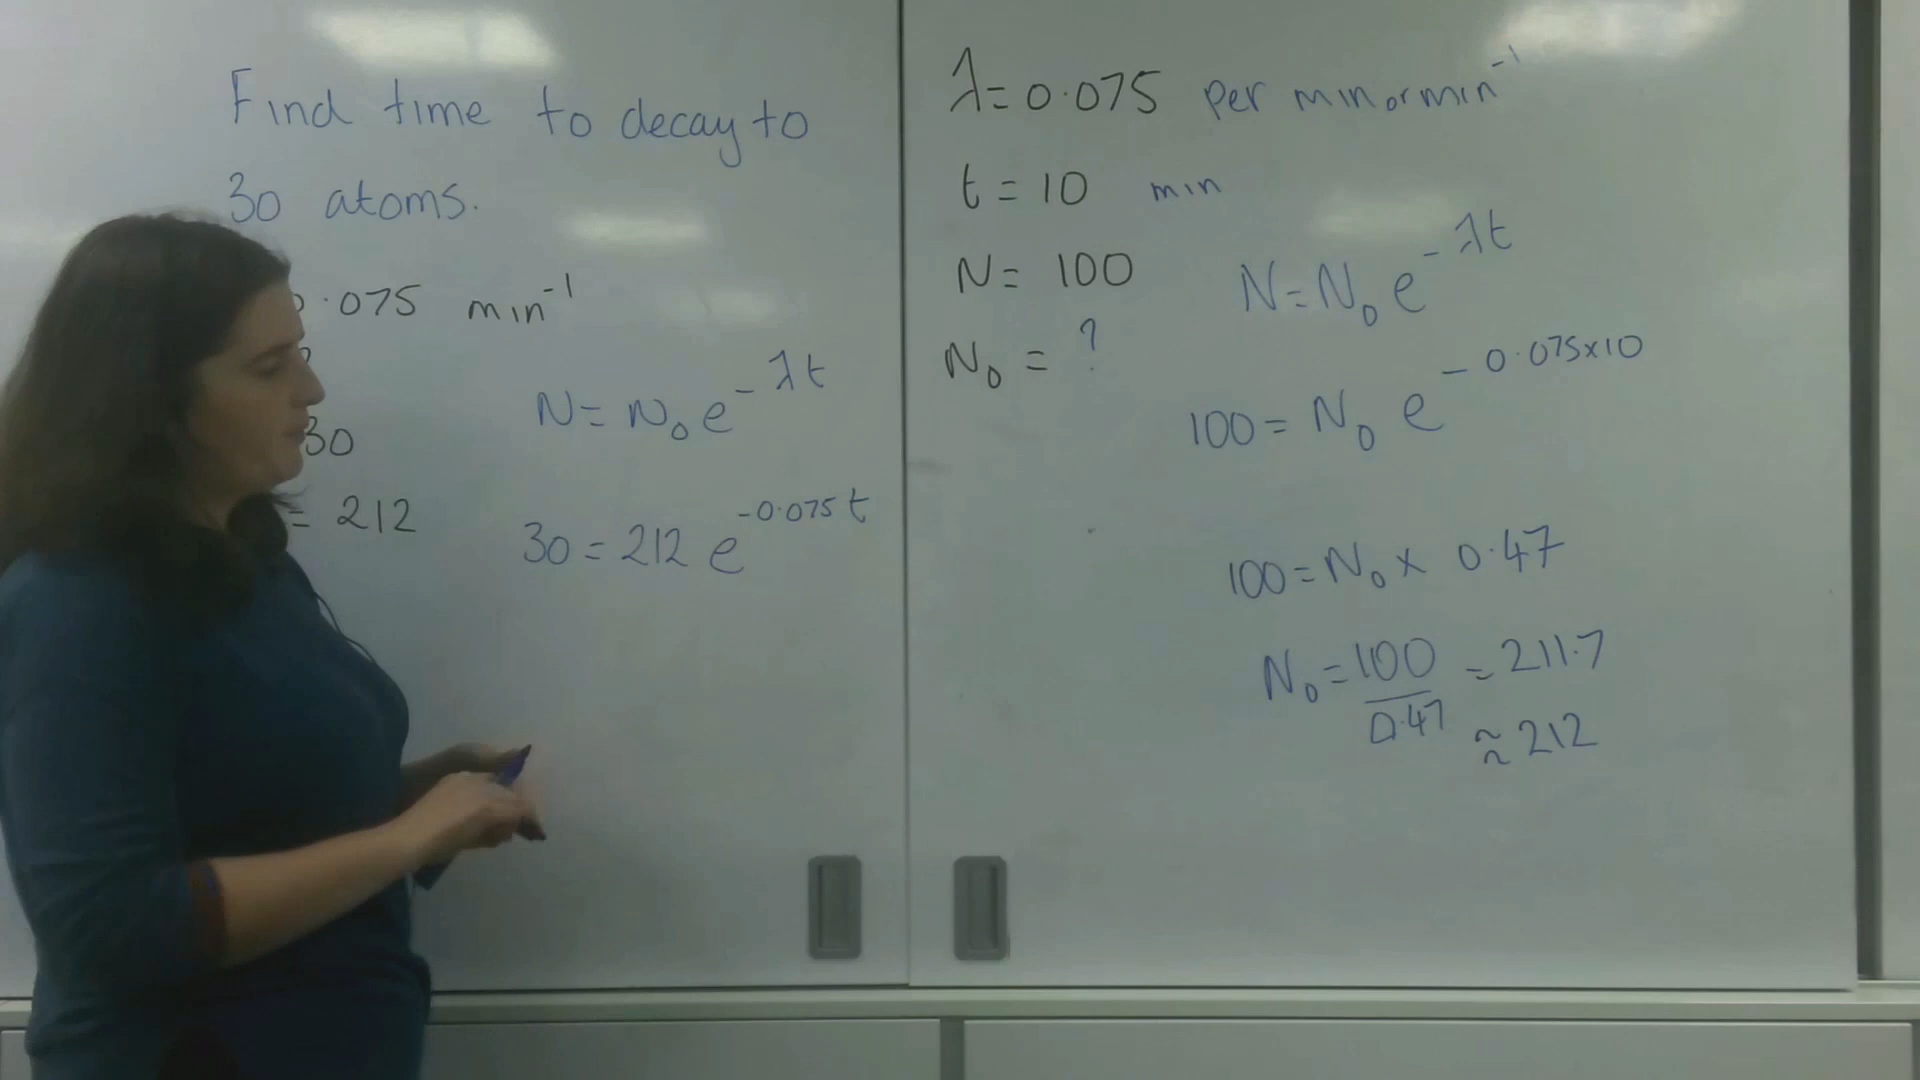 Find time to decay to
30 atoms.
0.075 min⁻¹
?
30
= 212
N = N₀ e^-λt
30 = 212 e^-0.075t
λ = 0.075 per min or min⁻¹
t = 10 min
N = 100
N₀ = ?
N = N₀ e^-λt
100 = N₀ e^-0.075×10
100 = N₀ × 0.47
N₀ = 100/0.47 = 211.7
≈ 212